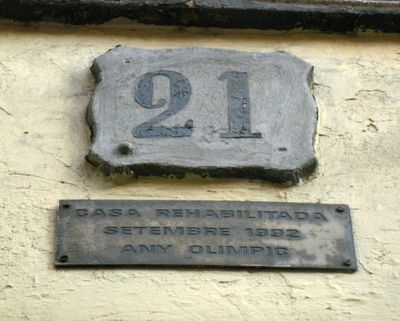 21
CASA REHABILITADA
SETEMBRE 1992
ANY OLIMPIC